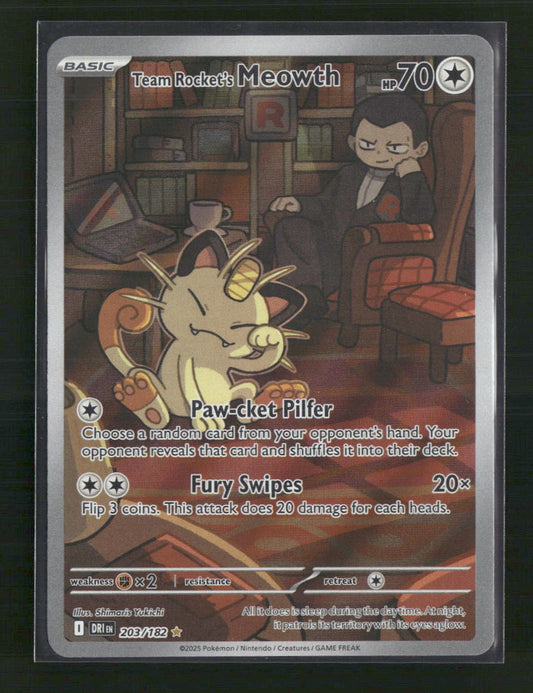 BASIC
Team Rocket's Meowth HP 70
R
Paw-cket Pilfer
Choose a random card from your opponent's hand. Your
opponent reveals that card and shuffles it into their deck.
Fury Swipes 20×
Flip 3 coins. This attack does 20 damage for each heads.
weakness ×2 resistance retreat
Illus. Shimaris Yukichi
All it does is sleep during the daytime. At night,
it patrols its territory with its eyes aglow.
I DRI EN 203/182
©2025 Pokémon / Nintendo / Creatures / GAME FREAK